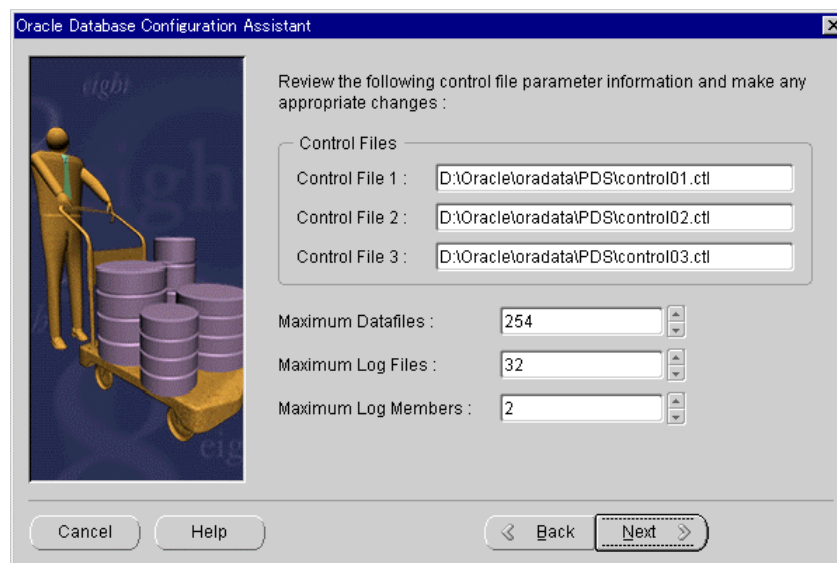 Oracle Database Configuration Assistant
eight
eigh
eig
Review the following control file parameter information and make any
appropriate changes :
Control Files
Control File 1 : D:\Oracle\oradata\PDS\control01.ctl
Control File 2 : D:\Oracle\oradata\PDS\control02.ctl
Control File 3 : D:\Oracle\oradata\PDS\control03.ctl
Maximum Datafiles : 254
Maximum Log Files : 32
Maximum Log Members : 2
Cancel Help Back Next